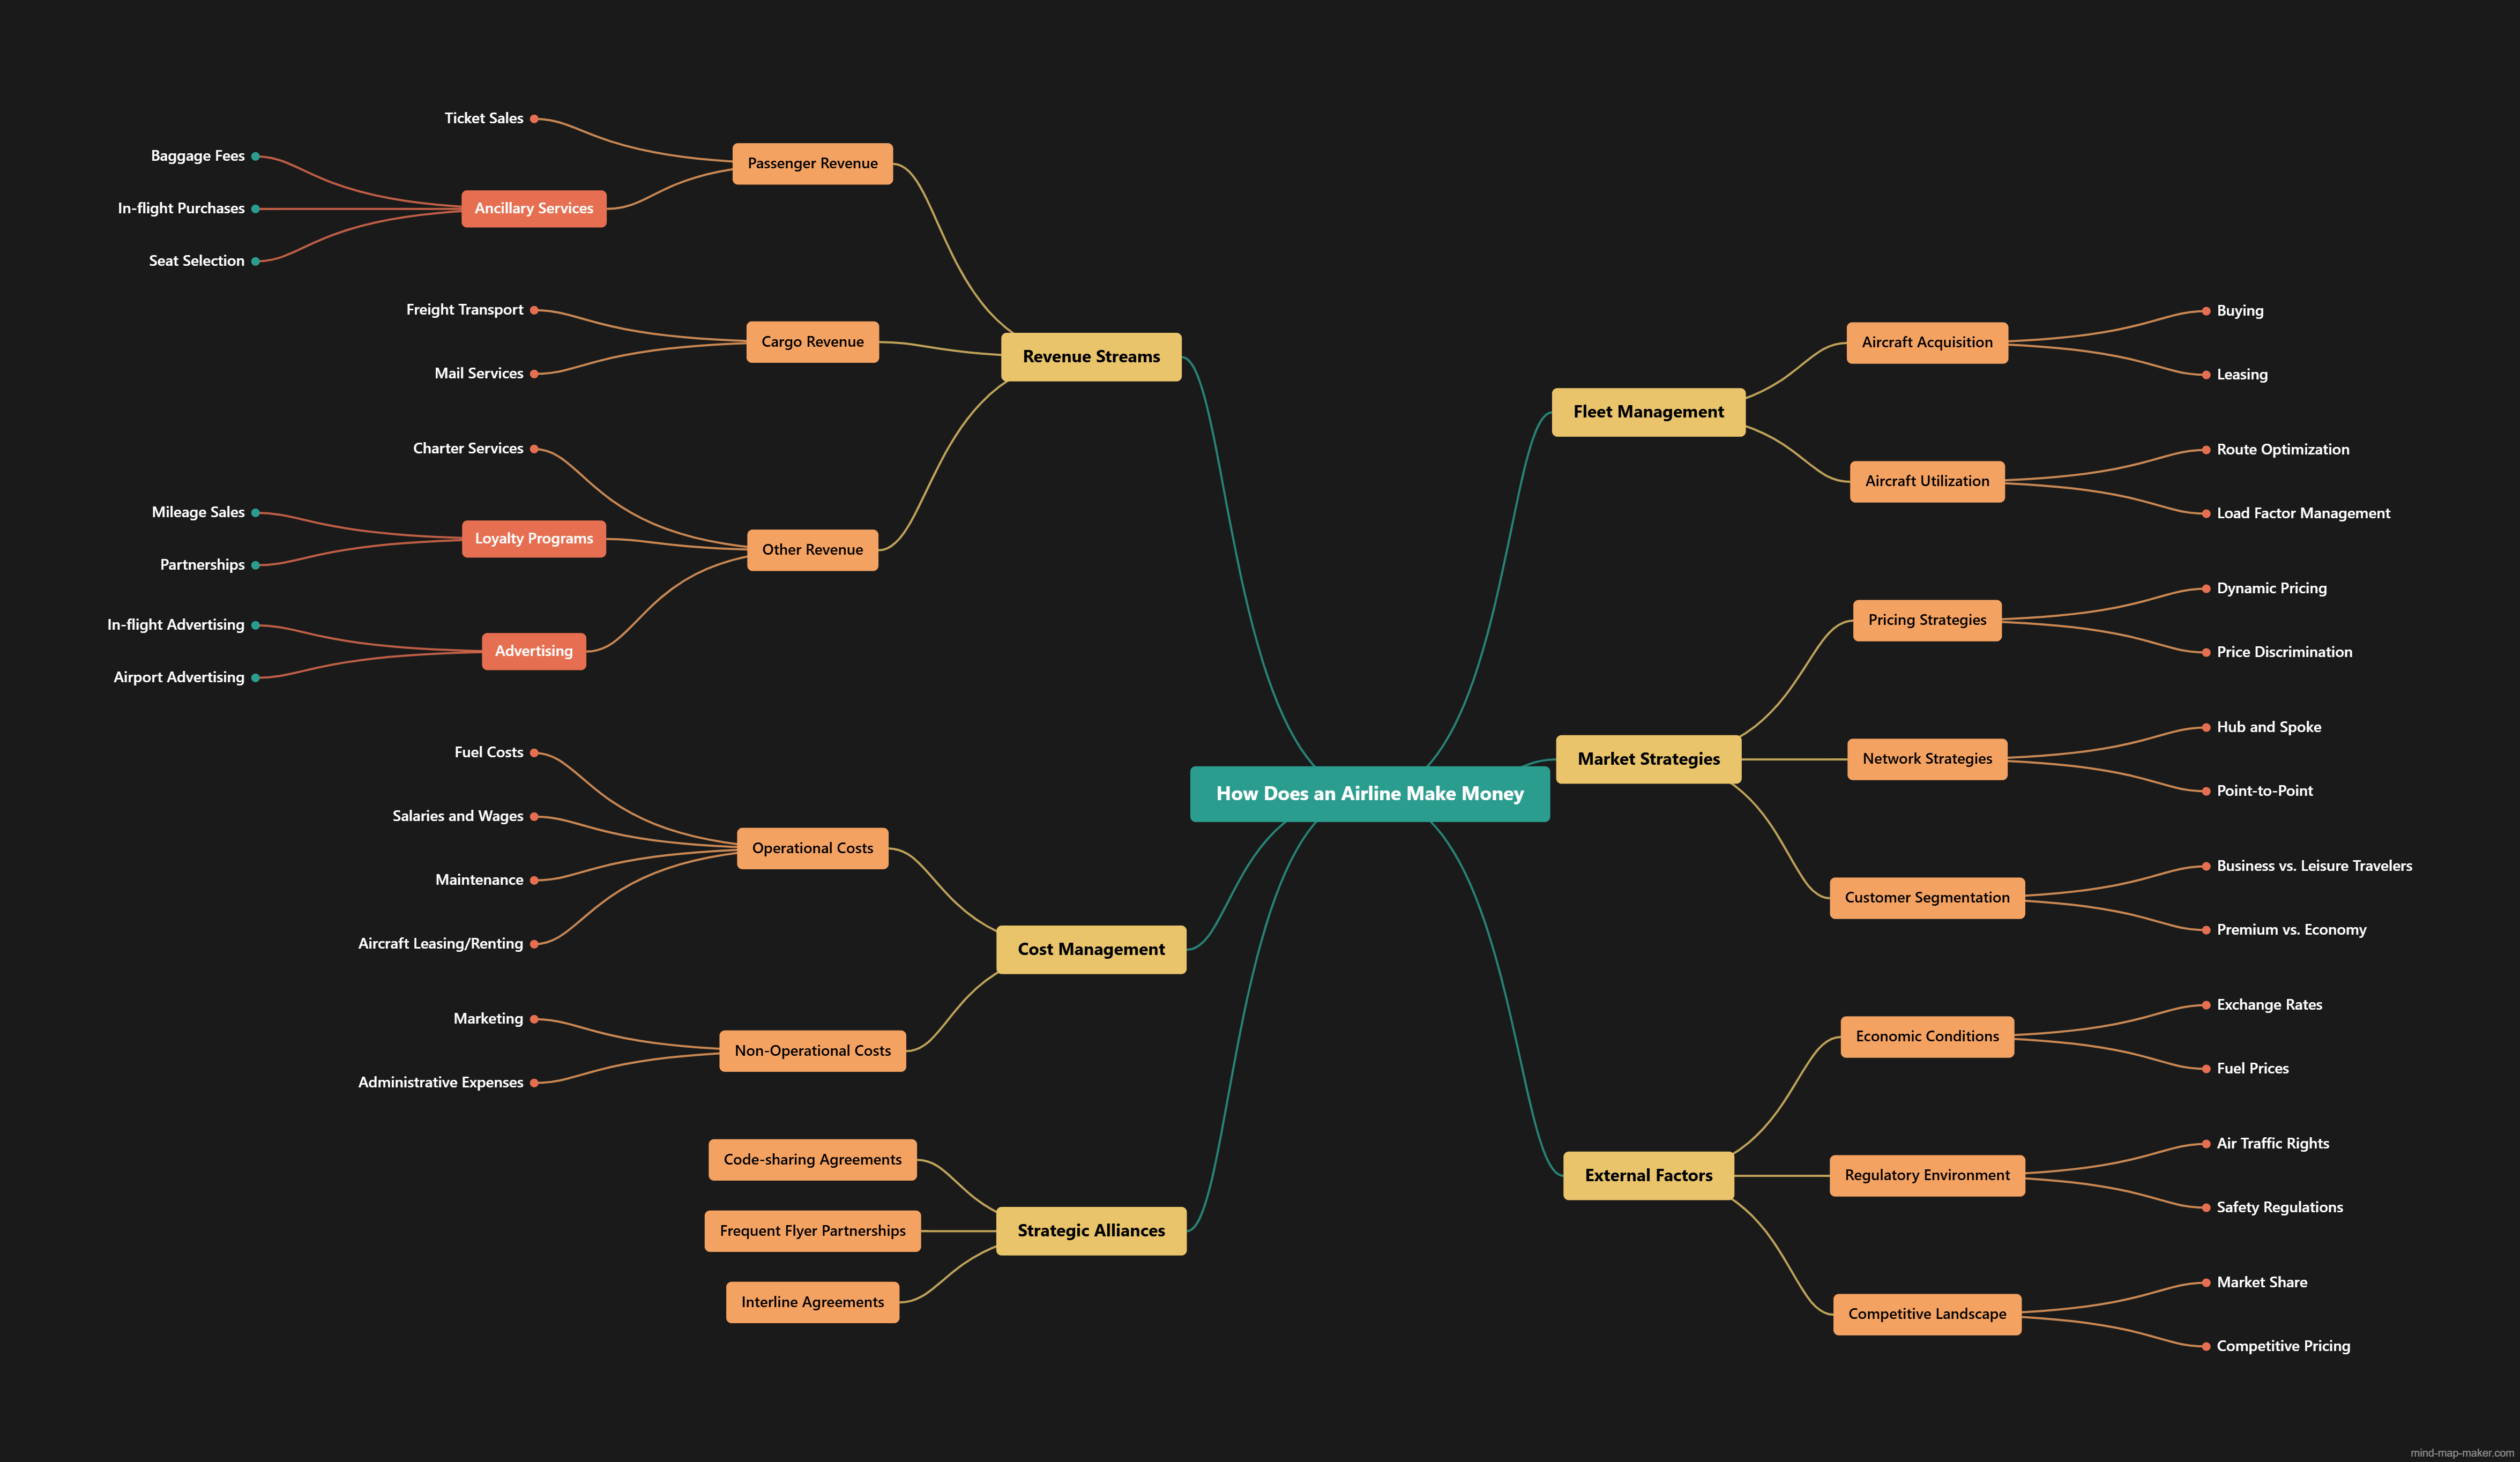 How Does an Airline Make Money
Revenue Streams
Passenger Revenue
Ticket Sales
Ancillary Services
Baggage Fees
In-flight Purchases
Seat Selection
Cargo Revenue
Freight Transport
Mail Services
Other Revenue
Charter Services
Loyalty Programs
Mileage Sales
Partnerships
Advertising
In-flight Advertising
Airport Advertising
Cost Management
Operational Costs
Fuel Costs
Salaries and Wages
Maintenance
Aircraft Leasing/Renting
Non-Operational Costs
Marketing
Administrative Expenses
Strategic Alliances
Code-sharing Agreements
Frequent Flyer Partnerships
Interline Agreements
Fleet Management
Aircraft Acquisition
Buying
Leasing
Aircraft Utilization
Route Optimization
Load Factor Management
Market Strategies
Pricing Strategies
Dynamic Pricing
Price Discrimination
Network Strategies
Hub and Spoke
Point-to-Point
Customer Segmentation
Business vs. Leisure Travelers
Premium vs. Economy
External Factors
Economic Conditions
Exchange Rates
Fuel Prices
Regulatory Environment
Air Traffic Rights
Safety Regulations
Competitive Landscape
Market Share
Competitive Pricing
mind-map-maker.com